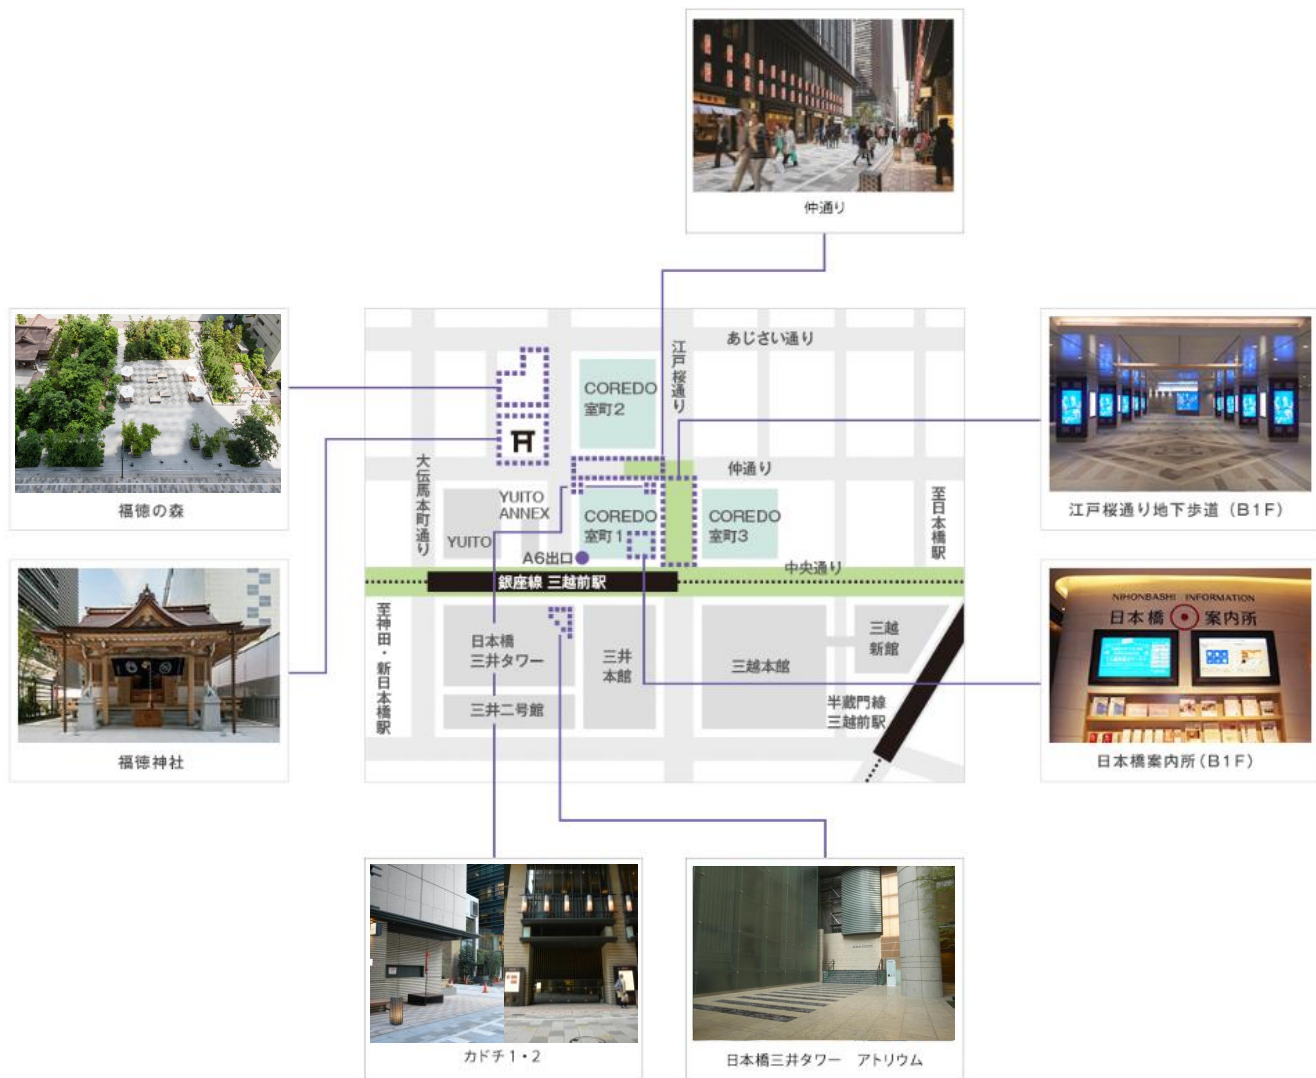 仲通り
福徳の森
福徳神社
あじさい通り
江戸桜通り
COREDO
室町2
大伝馬本町通り
仲通り
至日本橋駅
YUITO
ANNEX
YUITO
COREDO
室町1
COREDO
室町3
A6出口
中央通り
銀座線 三越前駅
至神田・新日本橋駅
日本橋
三井タワー
三井
本館
三越本館
三越
新館
三井二号館
半蔵門線
三越前駅
江戸桜通り地下歩道（B1F）
NIHONBASHI INFORMATION
日本橋 案内所
日本橋案内所（B1F）
カドチ1・2
日本橋三井タワー アトリウム